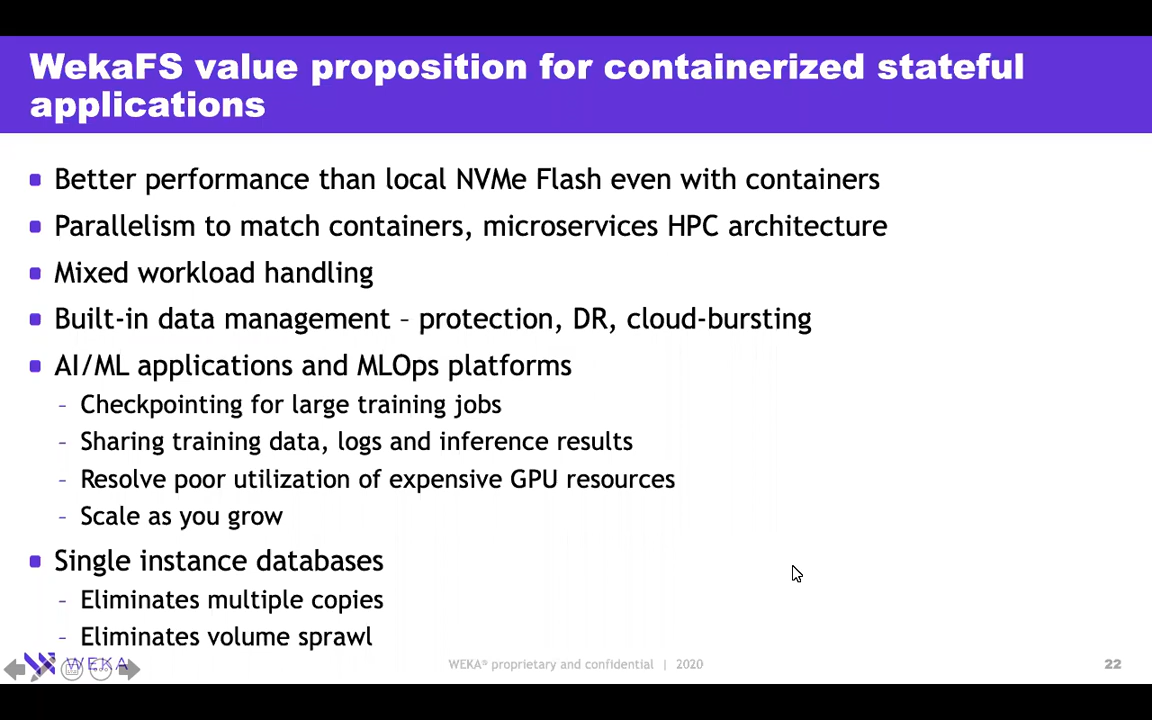 WekaFS value proposition for containerized stateful
applications
Better performance than local NVMe Flash even with containers
Parallelism to match containers, microservices HPC architecture
Mixed workload handling
Built-in data management – protection, DR, cloud-bursting
AI/ML applications and MLOps platforms
– Checkpointing for large training jobs
– Sharing training data, logs and inference results
– Resolve poor utilization of expensive GPU resources
– Scale as you grow
Single instance databases
– Eliminates multiple copies
– Eliminates volume sprawl
WEKA
WEKA® proprietary and confidential | 2020
22